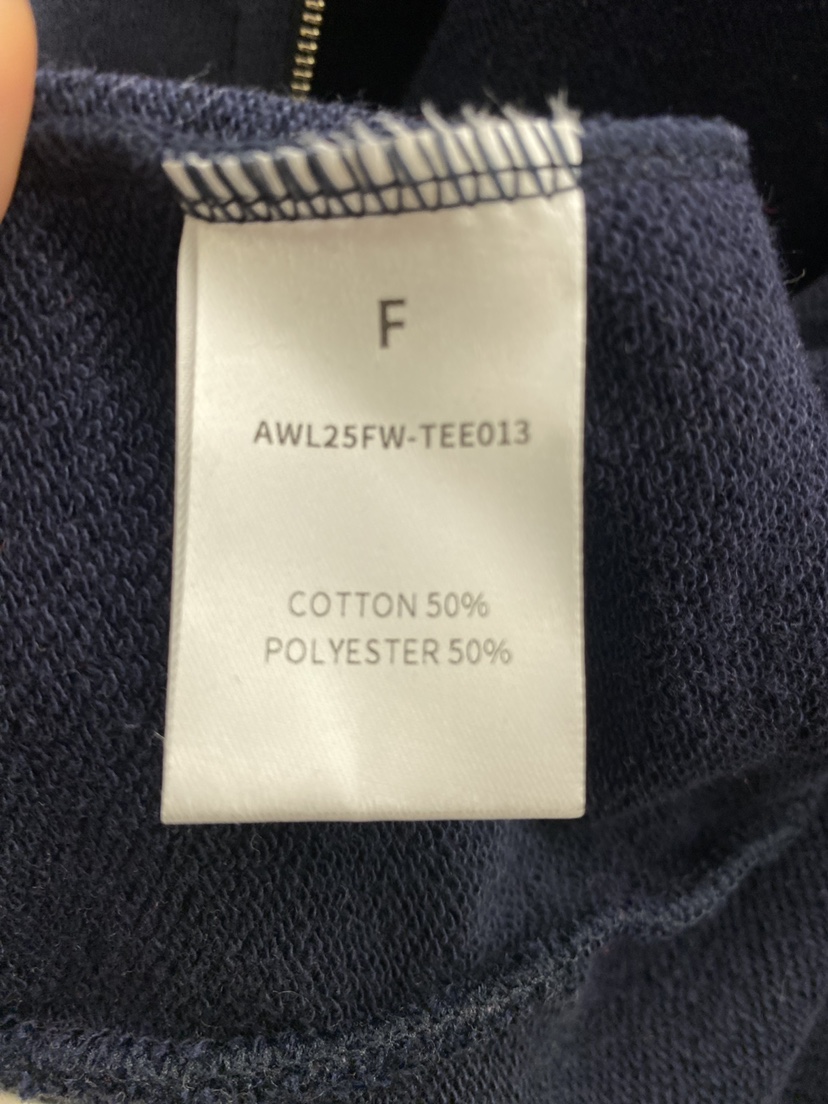 F
AWL25FW-TEE013
COTTON 50%
POLYESTER 50%